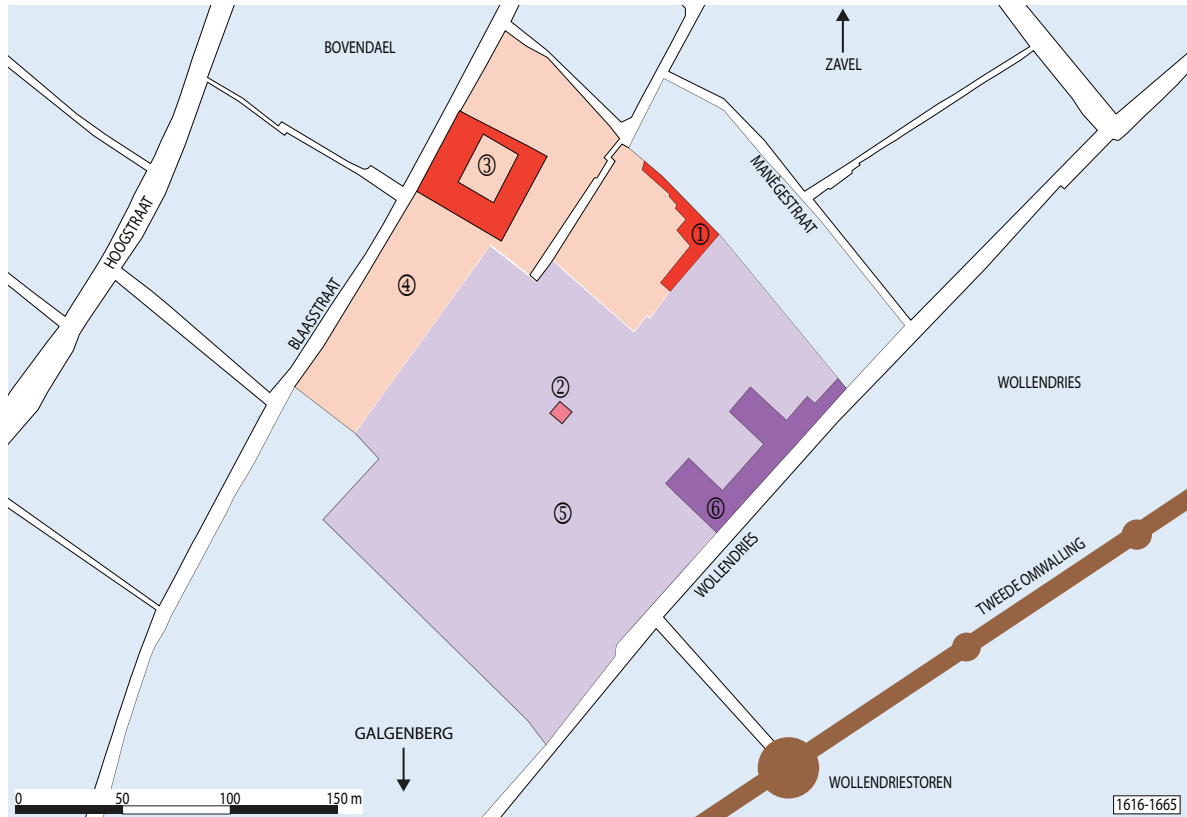 BOVENDAEL
ZAVEL
③
MANÈGESTRAAT
HOOGSTRAAT
①
④
BLAASSTRAAT
②
WOLLENDRIES
⑥
⑤
WOLLENDRIES
TWEEDE OMWALLING
GALGENBERG
WOLLENDRIESTOREN
0 50 100 150 m
1616-1665